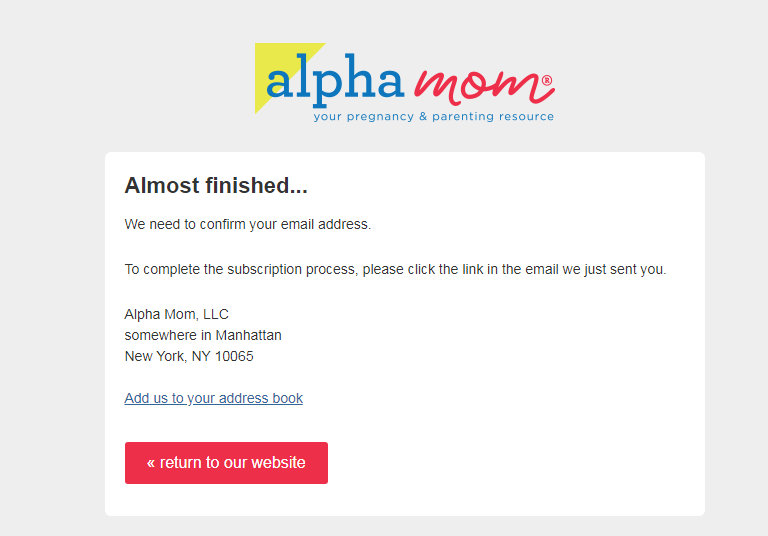 alpha mom®
your pregnancy & parenting resource
Almost finished...
We need to confirm your email address.
To complete the subscription process, please click the link in the email we just sent you.
Alpha Mom, LLC
somewhere in Manhattan
New York, NY 10065
Add us to your address book
« return to our website